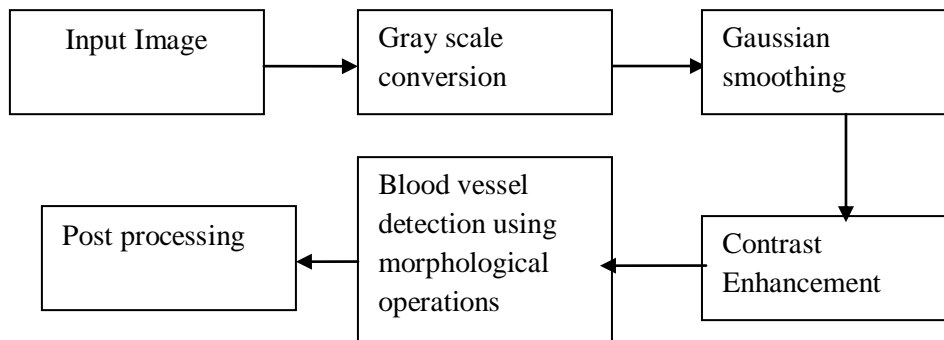 Input Image
Gray scale
conversion
Gaussian
smoothing
Contrast
Enhancement
Blood vessel
detection using
morphological
operations
Post processing